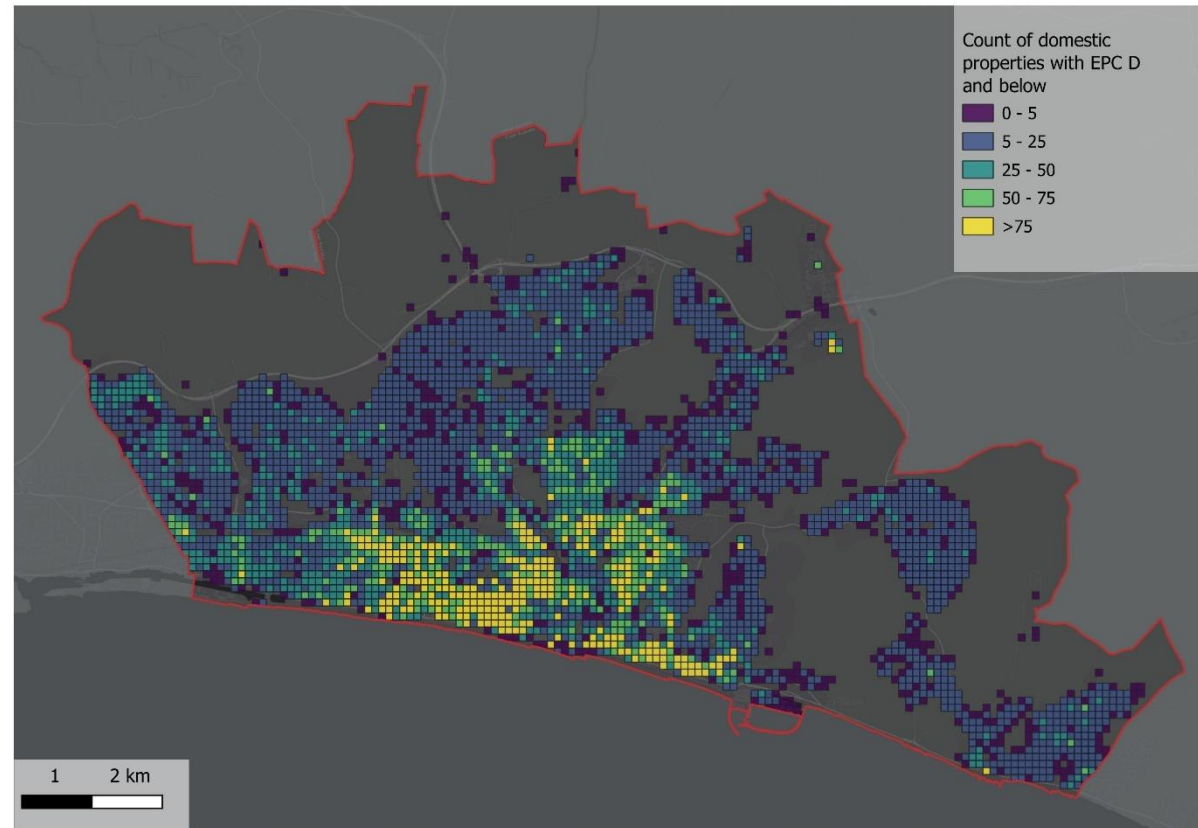 Count of domestic
properties with EPC D
and below
0 - 5
5 - 25
25 - 50
50 - 75
>75
1 2 km